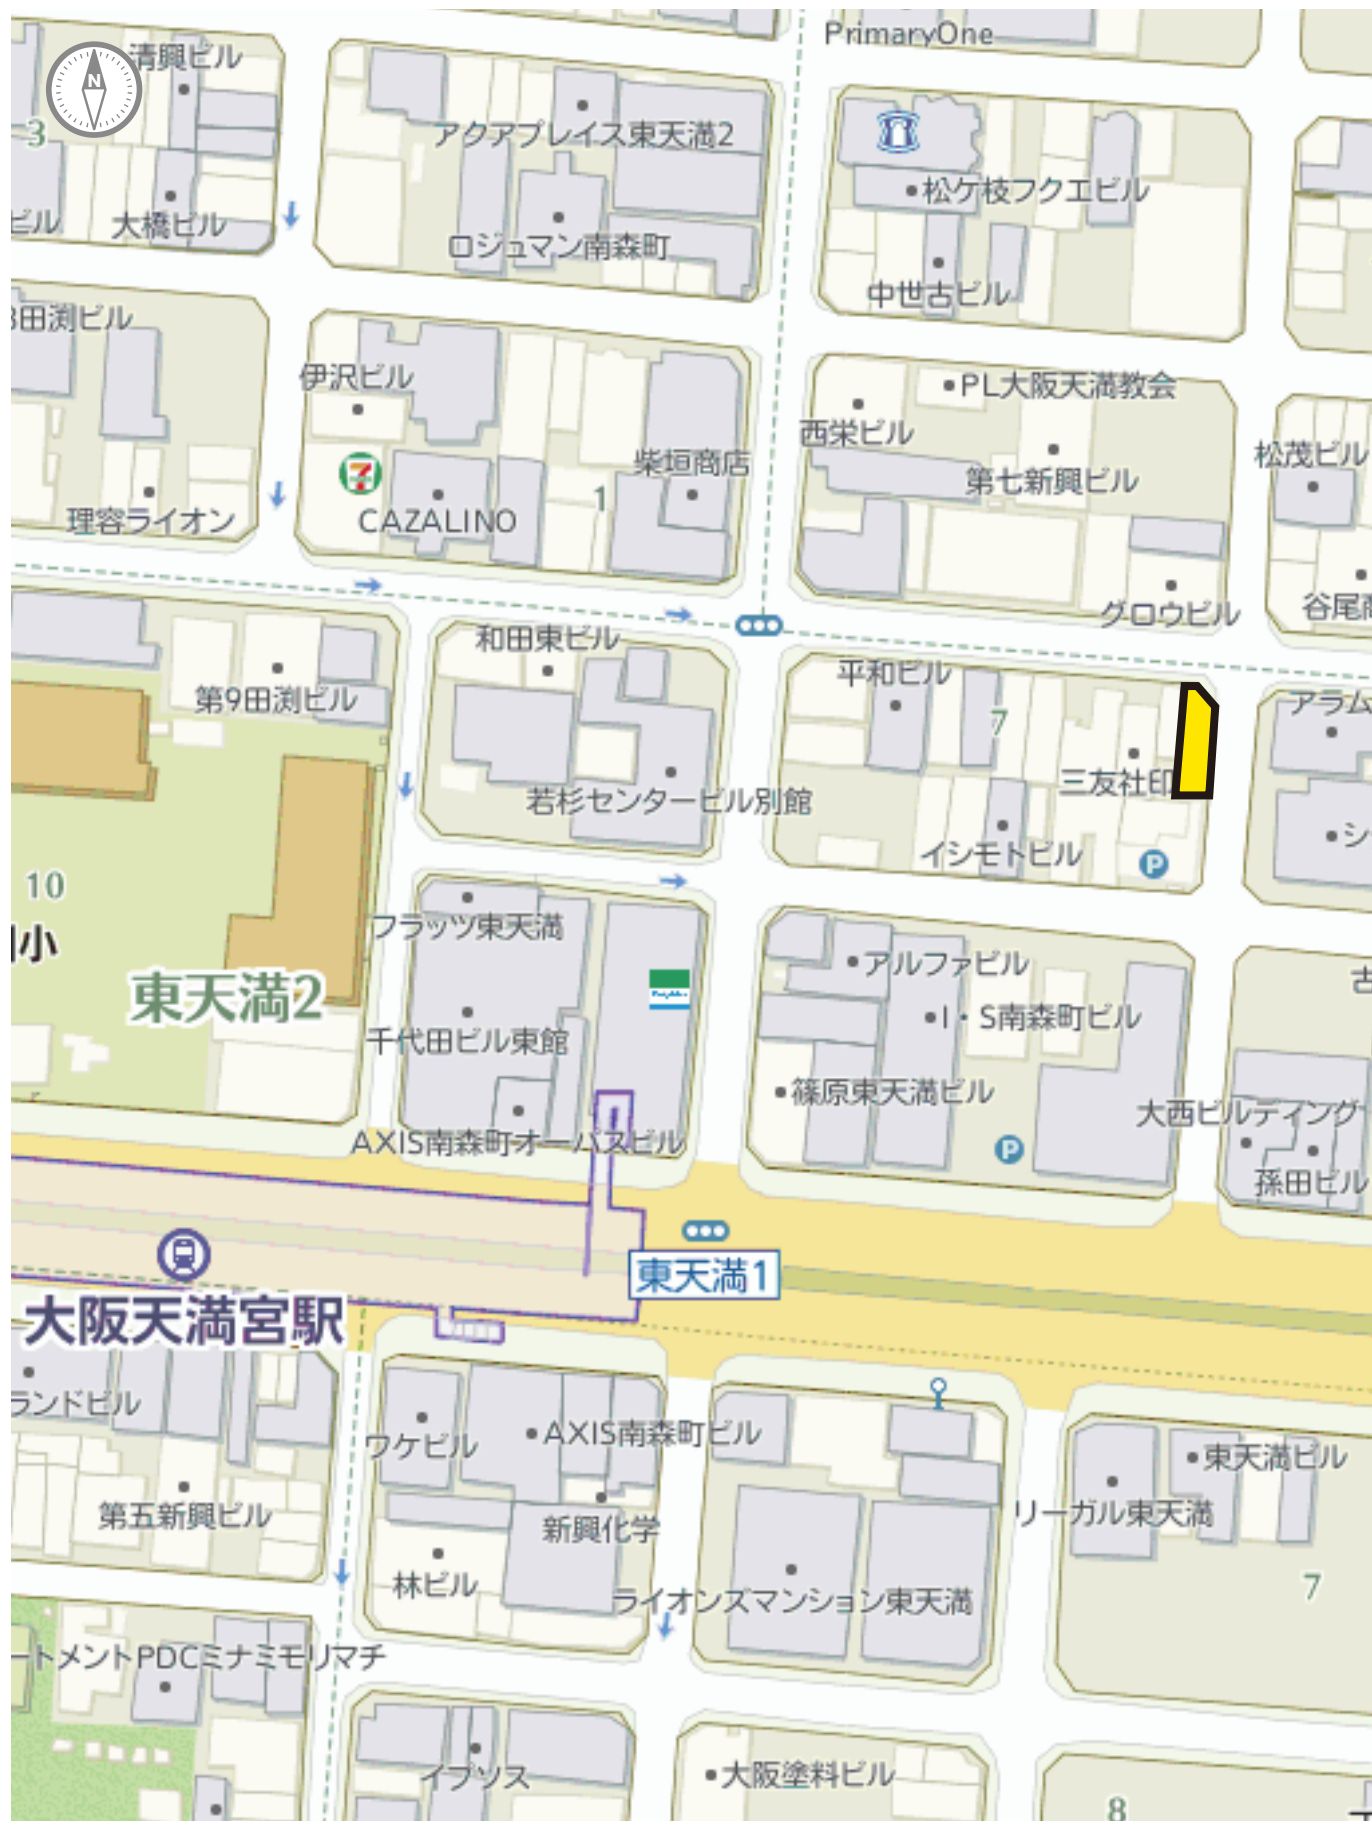 PrimaryOne
清興ビル
N
3
アクアプレイス東天満2
松ケ枝フクエビル
ビル
大橋ビル
ロジュマン南森町
中世古ビル
田渕ビル
伊沢ビル
PL大阪天満教会
西栄ビル
柴垣商店
松茂ビル
7
第七新興ビル
1
理容ライオン
CAZALINO
グロウビル
谷尾商
和田東ビル
平和ビル
第9田渕ビル
アラム
7
三友社印
若杉センタービル別館
シ
イシモトビル
P
10
小
フラッツ東天満
アルファビル
東天満2
古
I・S南森町ビル
千代田ビル東館
篠原東天満ビル
大西ビルディング
AXIS南森町オーパスビル
P
孫田ビル
東天満1
大阪天満宮駅
ランドビル
ワケビル
AXIS南森町ビル
東天満ビル
第五新興ビル
リーガル東天満
新興化学
林ビル
ライオンズマンション東天満
7
ートメントPDCミナミモリマチ
イプソス
大阪塗料ビル
8